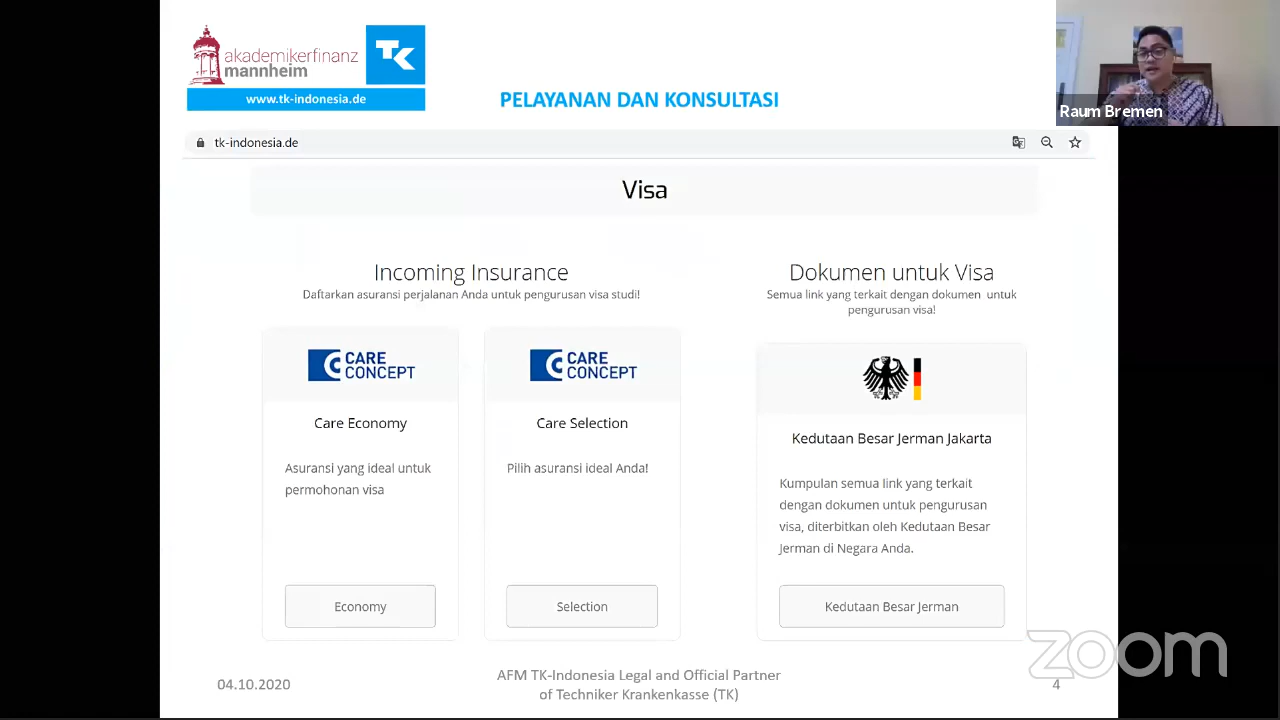 akademikerfinanz
mannheim
TK
www.tk-indonesia.de
PELAYANAN DAN KONSULTASI
Raum Bremen
tk-indonesia.de
Visa
Incoming Insurance
Daftarkan asuransi perjalanan Anda untuk pengurusan visa studi!
Dokumen untuk Visa
Semua link yang terkait dengan dokumen untuk
pengurusan visa!
CARE
CONCEPT
Care Economy
Asuransi yang ideal untuk
permohonan visa
Economy
CARE
CONCEPT
Care Selection
Pilih asuransi ideal Anda!
Selection
Kedutaan Besar Jerman Jakarta
Kumpulan semua link yang terkait
dengan dokumen untuk pengurusan
visa, diterbitkan oleh Kedutaan Besar
Jerman di Negara Anda.
Kedutaan Besar Jerman
04.10.2020
AFM TK-Indonesia Legal and Official Partner
of Techniker Krankenkasse (TK)
4
zoom